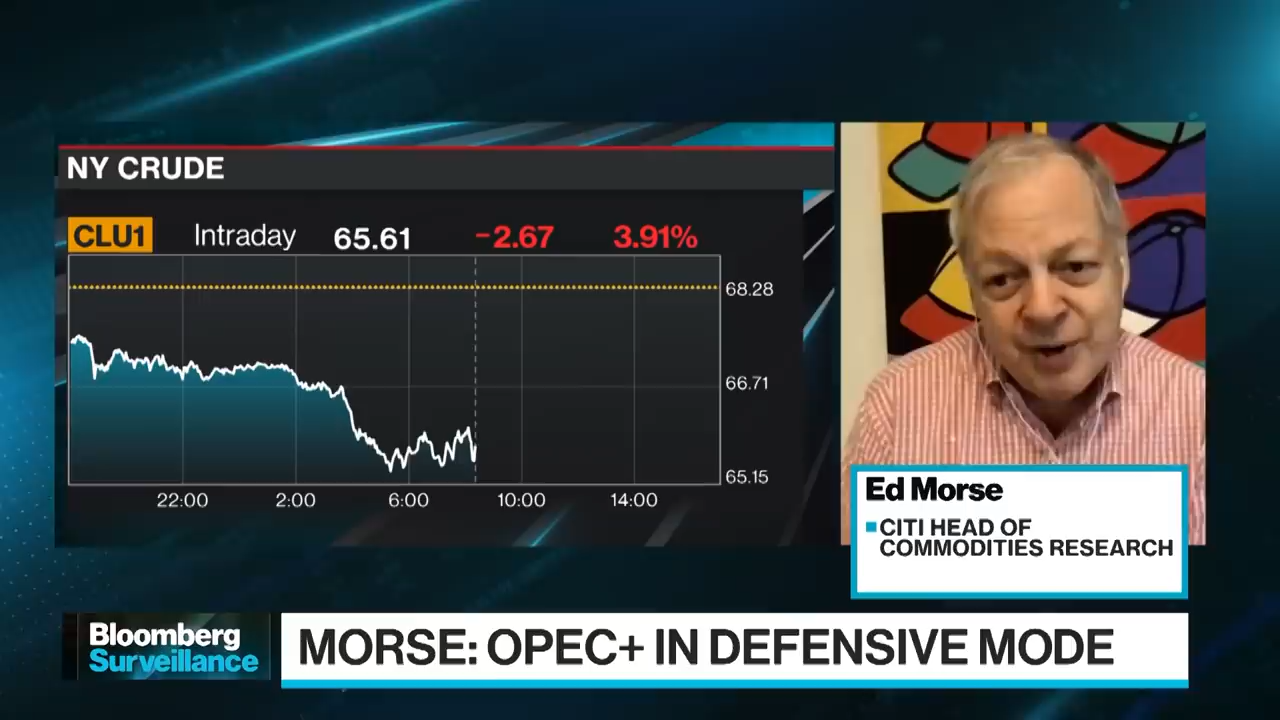 NY CRUDE
CLU1 Intraday 65.61 -2.67 3.91%
68.28
66.71
65.15
22:00 2:00 6:00 10:00 14:00
Ed Morse
CITI HEAD OF
COMMODITIES RESEARCH
Bloomberg
Surveillance
MORSE: OPEC+ IN DEFENSIVE MODE